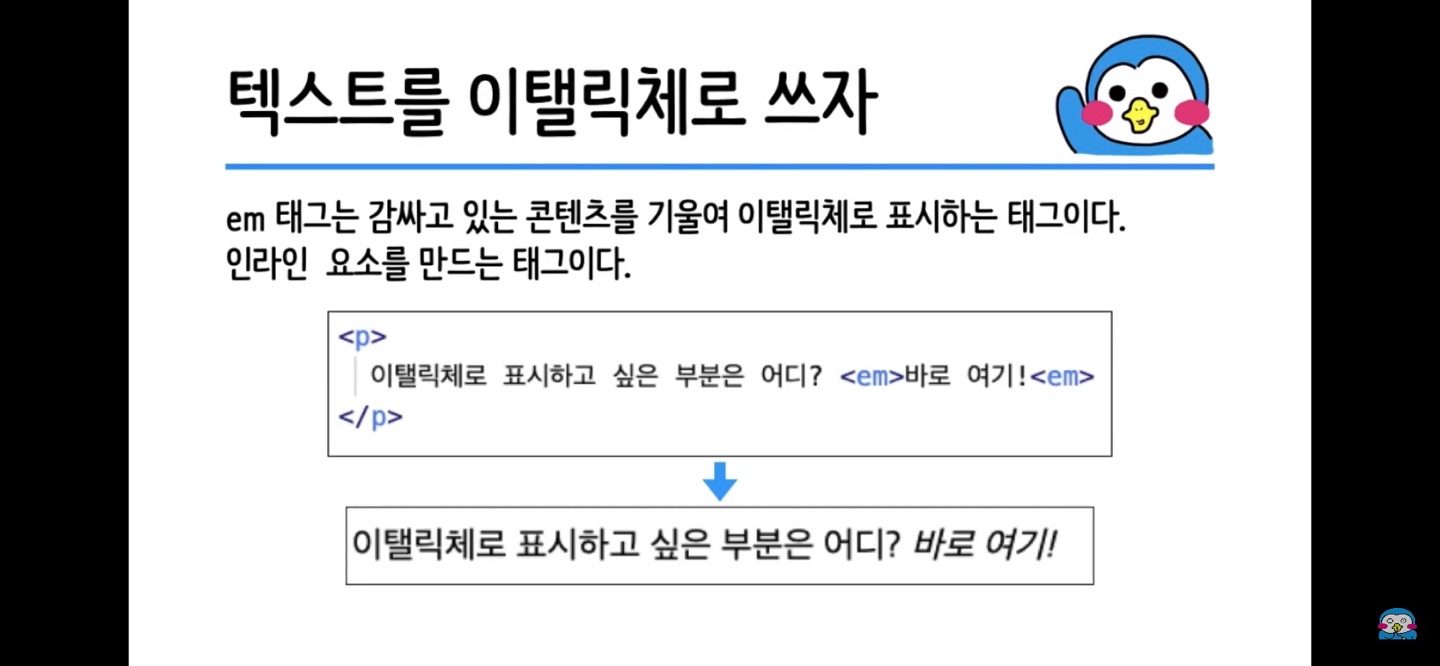 텍스트를 이탤릭체로 쓰자
em 태그는 감싸고 있는 콘텐츠를 기울여 이탤릭체로 표시하는 태그이다.
인라인 요소를 만드는 태그이다.
<p>
이탤릭체로 표시하고 싶은 부분은 어디? <em>바로 여기!<em>
</p>
이탤릭체로 표시하고 싶은 부분은 어디? 바로 여기!